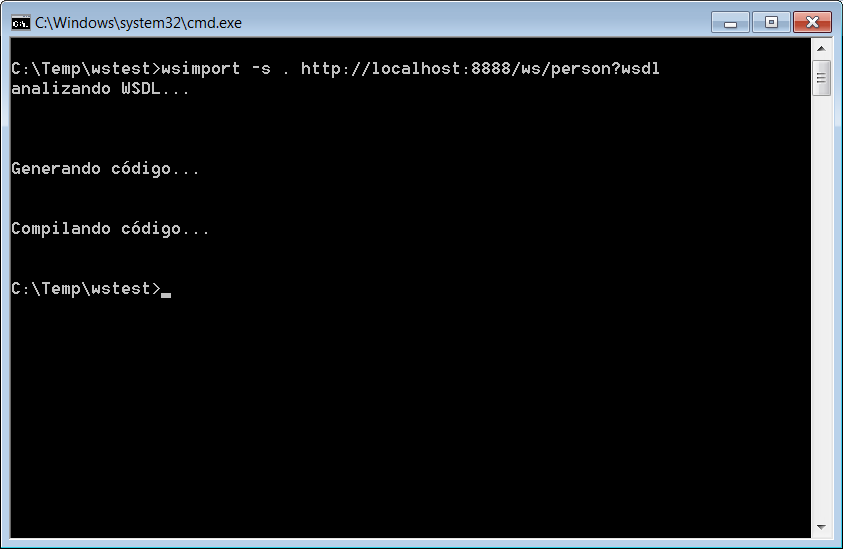 C:\Windows\system32\cmd.exe
C:\Temp\wstest>wsimport -s . http://localhost:8888/ws/person?wsdl
analizando WSDL...
Generando código...
Compilando código...
C:\Temp\wstest>